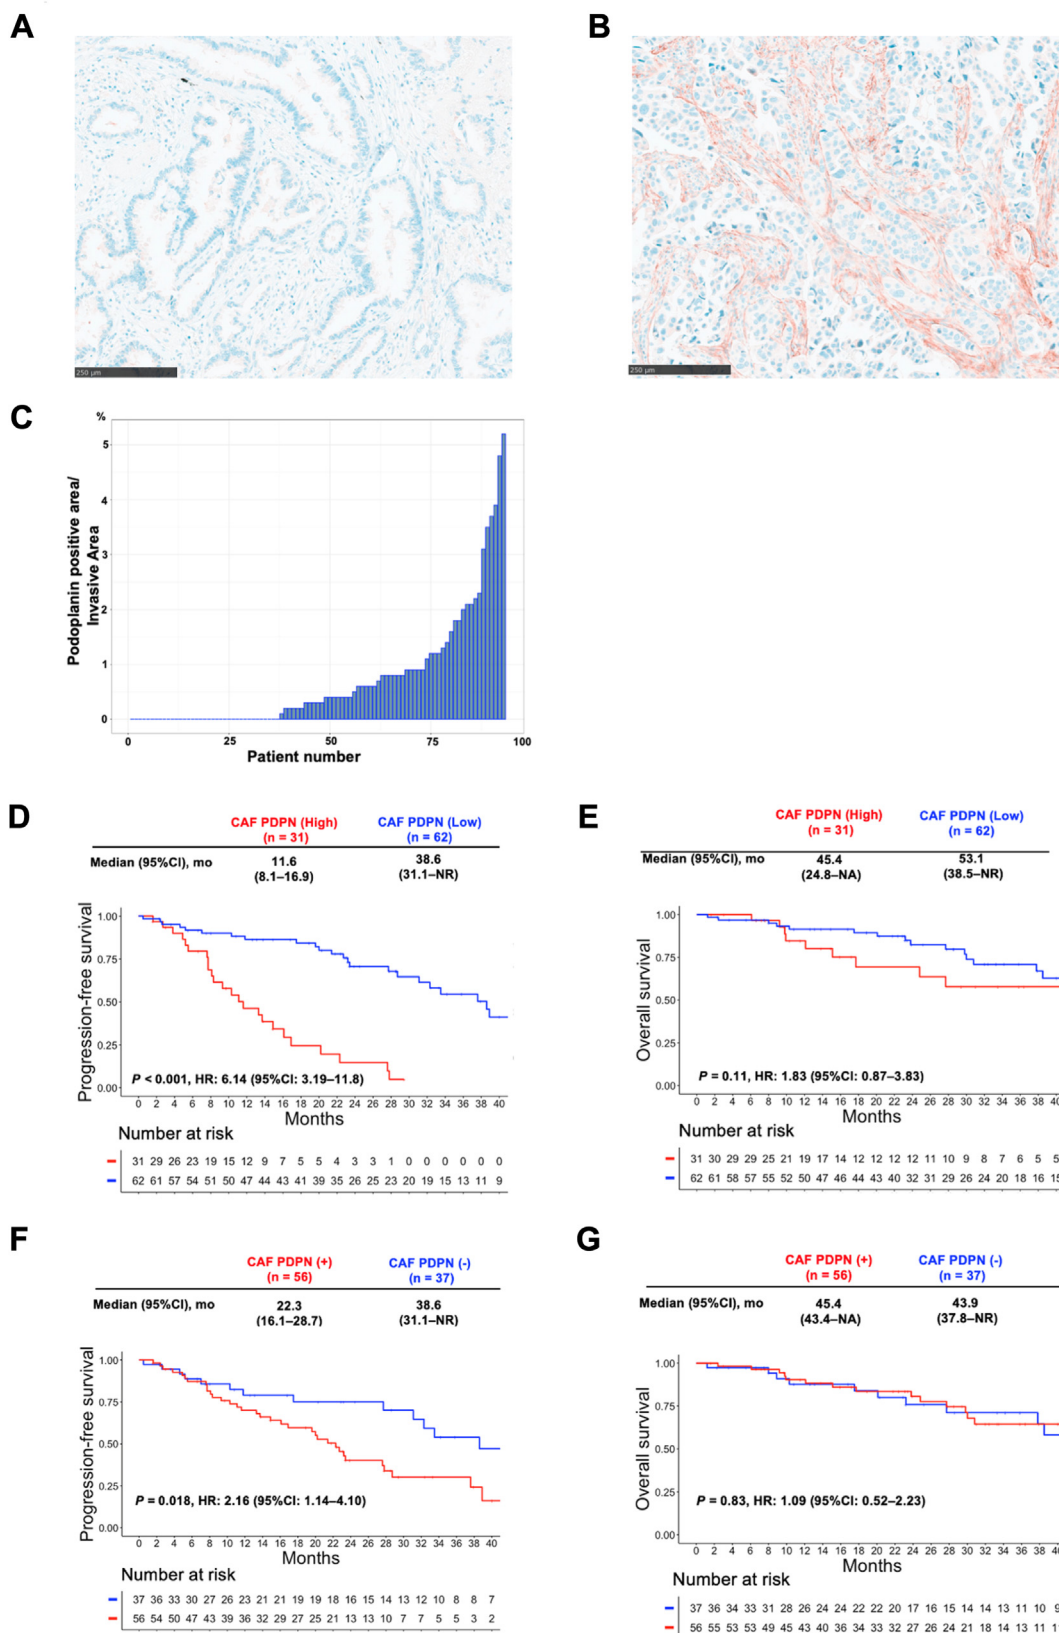 A
B
250 µm
250 µm
C
%
Podoplanin positive area/
Invasive Area
5
4
3
2
1
0
0 25 50 75 100
Patient number
D
CAF PDPN (High)
(n = 31)
CAF PDPN (Low)
(n = 62)
Median (95%CI), mo
11.6
(8.1–16.9)
38.6
(31.1–NR)
Progression-free survival
1.00
0.75
0.50
0.25
0.00
P < 0.001, HR: 6.14 (95%CI: 3.19–11.8)
0 2 4 6 8 10 12 14 16 18 20 22 24 26 28 30 32 34 36 38 40
Months
Number at risk
31 29 26 23 19 15 12 9 7 5 5 4 3 3 1 0 0 0 0 0 0
62 61 57 54 51 50 47 44 43 41 39 35 26 25 23 20 19 15 13 11 9
E
CAF PDPN (High)
(n = 31)
CAF PDPN (Low)
(n = 62)
Median (95%CI), mo
45.4
(24.8–NA)
53.1
(38.5–NR)
Overall survival
1.00
0.75
0.50
0.25
0.00
P = 0.11, HR: 1.83 (95%CI: 0.87–3.83)
0 2 4 6 8 10 12 14 16 18 20 22 24 26 28 30 32 34 36 38 40
Months
Number at risk
31 30 29 29 25 21 19 17 14 12 12 12 12 11 10 9 8 7 6 5 5
62 61 58 57 55 52 50 47 46 44 43 40 32 31 29 26 24 20 18 16 15
F
CAF PDPN (+)
(n = 56)
CAF PDPN (-)
(n = 37)
Median (95%CI), mo
22.3
(16.1–28.7)
38.6
(31.1–NR)
Progression-free survival
1.00
0.75
0.50
0.25
0.00
P = 0.018, HR: 2.16 (95%CI: 1.14–4.10)
0 2 4 6 8 10 12 14 16 18 20 22 24 26 28 30 32 34 36 38 40
Months
Number at risk
37 36 33 30 27 26 23 21 21 19 19 18 16 15 14 13 12 10 8 8 7
56 54 50 47 43 39 36 32 29 27 25 21 13 13 10 7 7 5 5 3 2
G
CAF PDPN (+)
(n = 56)
CAF PDPN (-)
(n = 37)
Median (95%CI), mo
45.4
(43.4–NA)
43.9
(37.8–NR)
Overall survival
1.00
0.75
0.50
0.25
0.00
P = 0.83, HR: 1.09 (95%CI: 0.52–2.23)
0 2 4 6 8 10 12 14 16 18 20 22 24 26 28 30 32 34 36 38 40
Months
Number at risk
37 36 34 33 31 28 26 24 24 22 22 20 17 16 15 14 14 13 11 10 9
56 55 53 53 49 45 43 40 36 34 33 32 27 26 24 21 18 14 13 11